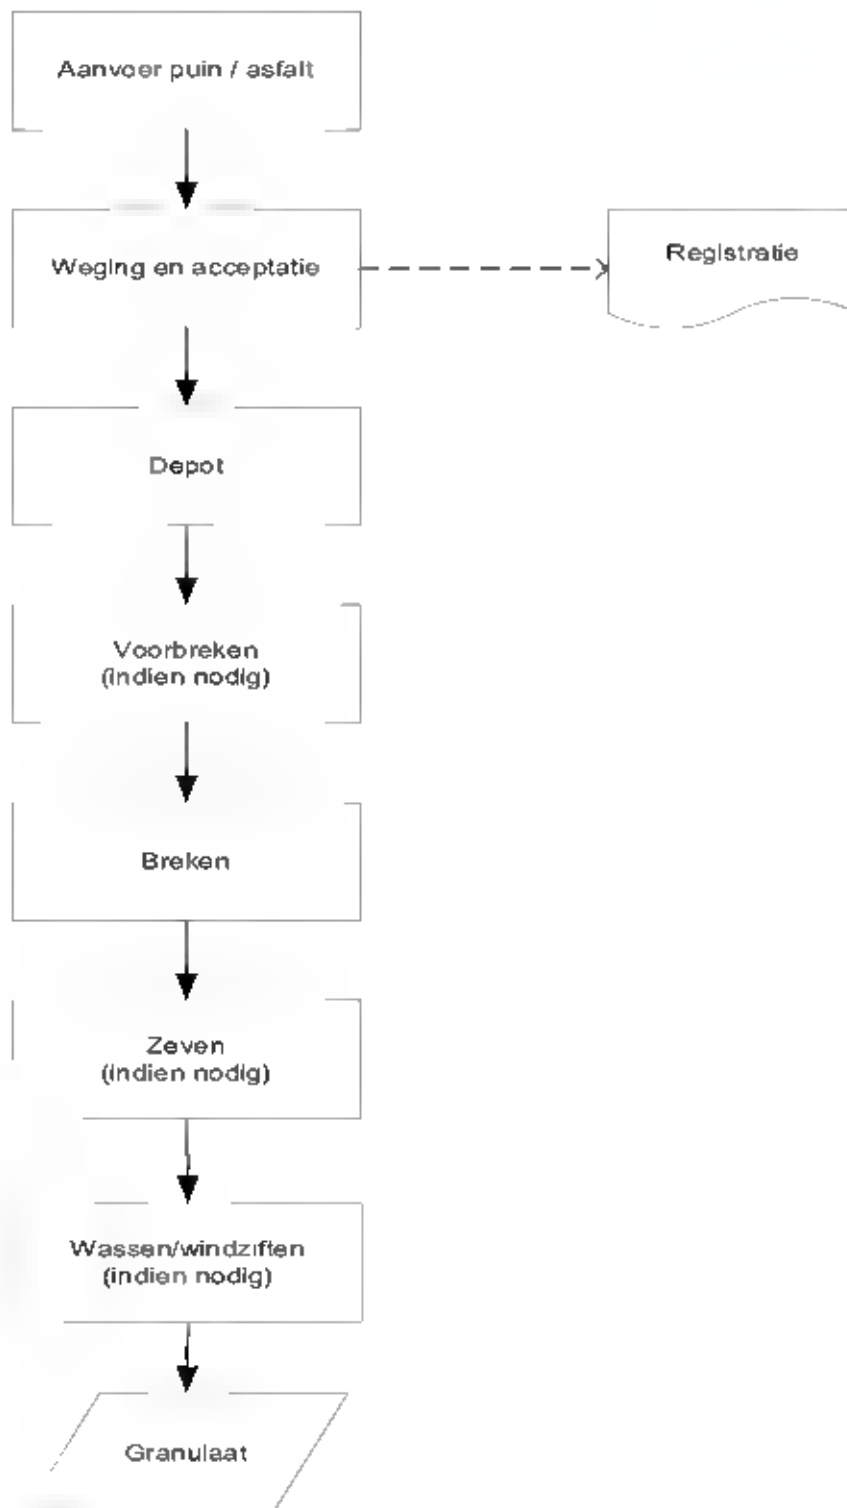 Aanvoer puin / asfalt
Weging en acceptatie
Registratie
Depot
Voorbreken
(indien nodig)
Breken
Zeven
(indien nodig)
Wassen/windziften
(indien nodig)
Granulaat